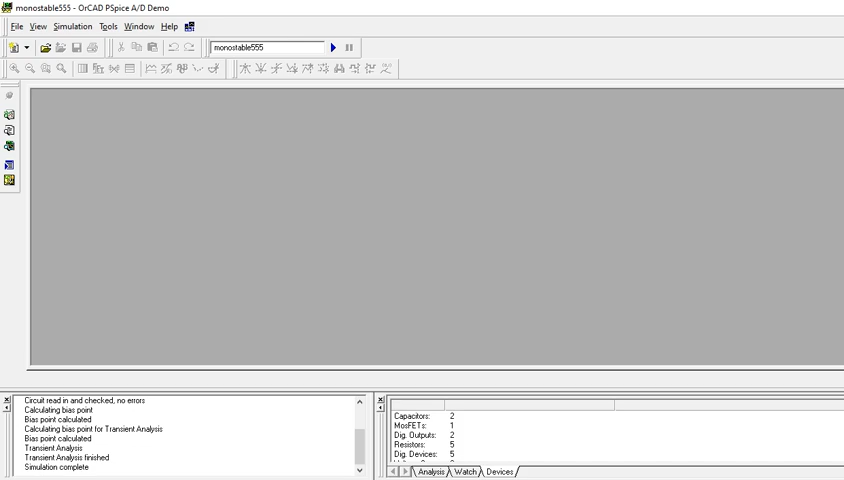 monostable555 - OrCAD PSpice A/D Demo
File View Simulation Tools Window Help
monostable555
Circuit read in and checked, no errors
Calculating bias point
Bias point calculated
Calculating bias point for Transient Analysis
Bias point calculated
Transient Analysis
Transient Analysis finished
Simulation complete
Capacitors: 2
MosFETs: 1
Dig. Outputs: 2
Resistors: 5
Dig. Devices: 5
Analysis Watch Devices